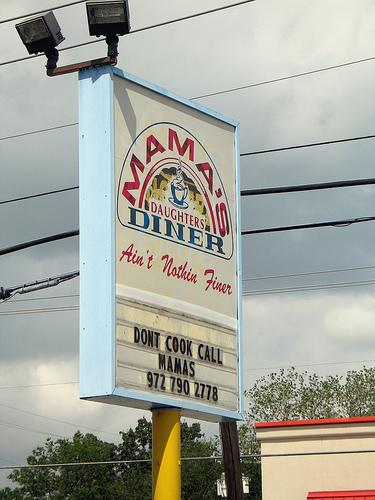 MAMA'S
DAUGHTERS'
DINER
Ain't Nothin Finer
DONT COOK CALL
MAMAS
972 790 2778